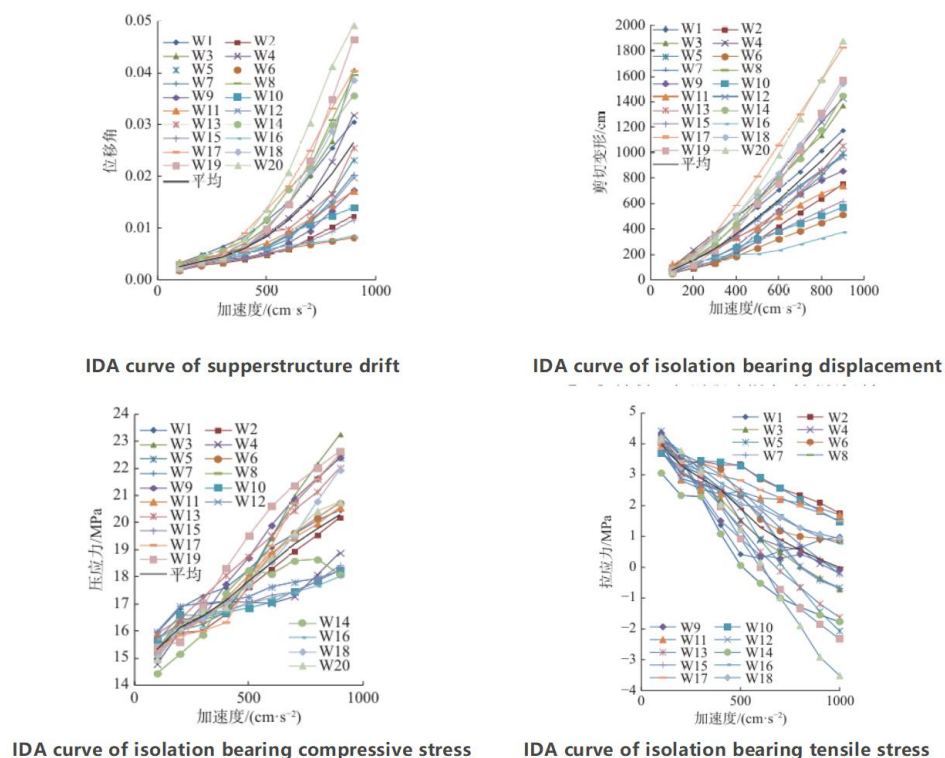 0.05
0.04
0.03
0.02
0.01
0.00
位移角
W1 W2
W3 W4
W5 W6
W7 W8
W9 W10
W11 W12
W13 W14
W15 W16
W17 W18
W19 W20
平均
0 500 1000
加速度/(cm s⁻²)
2000
1800
1600
1400
1200
1000
800
600
400
200
0
剪切变形/cm
W1 W2
W3 W4
W5 W6
W7 W8
W9 W10
W11 W12
W13 W14
W15 W16
W17 W18
W19 W20
平均
0 200 400 600 800 1000
加速度/(cm s⁻²)
IDA curve of superstructure drift
IDA curve of isolation bearing displacement
24
23
22
21
20
19
18
17
16
15
14
压应力/MPa
W1 W2
W3 W4
W5 W6
W7 W8
W9 W10
W11 W12
W13
W15
W17
W19
平均
W14
W16
W18
W20
0 500 1000
加速度/(cm·s⁻²)
5
4
3
2
1
0
−1
−2
−3
−4
拉应力/MPa
W1 W2
W3 W4
W5 W6
W7 W8
W9 W10
W11 W12
W13 W14
W15 W16
W17 W18
0 500 1000
加速度/(cm·s⁻²)
IDA curve of isolation bearing compressive stress
IDA curve of isolation bearing tensile stress